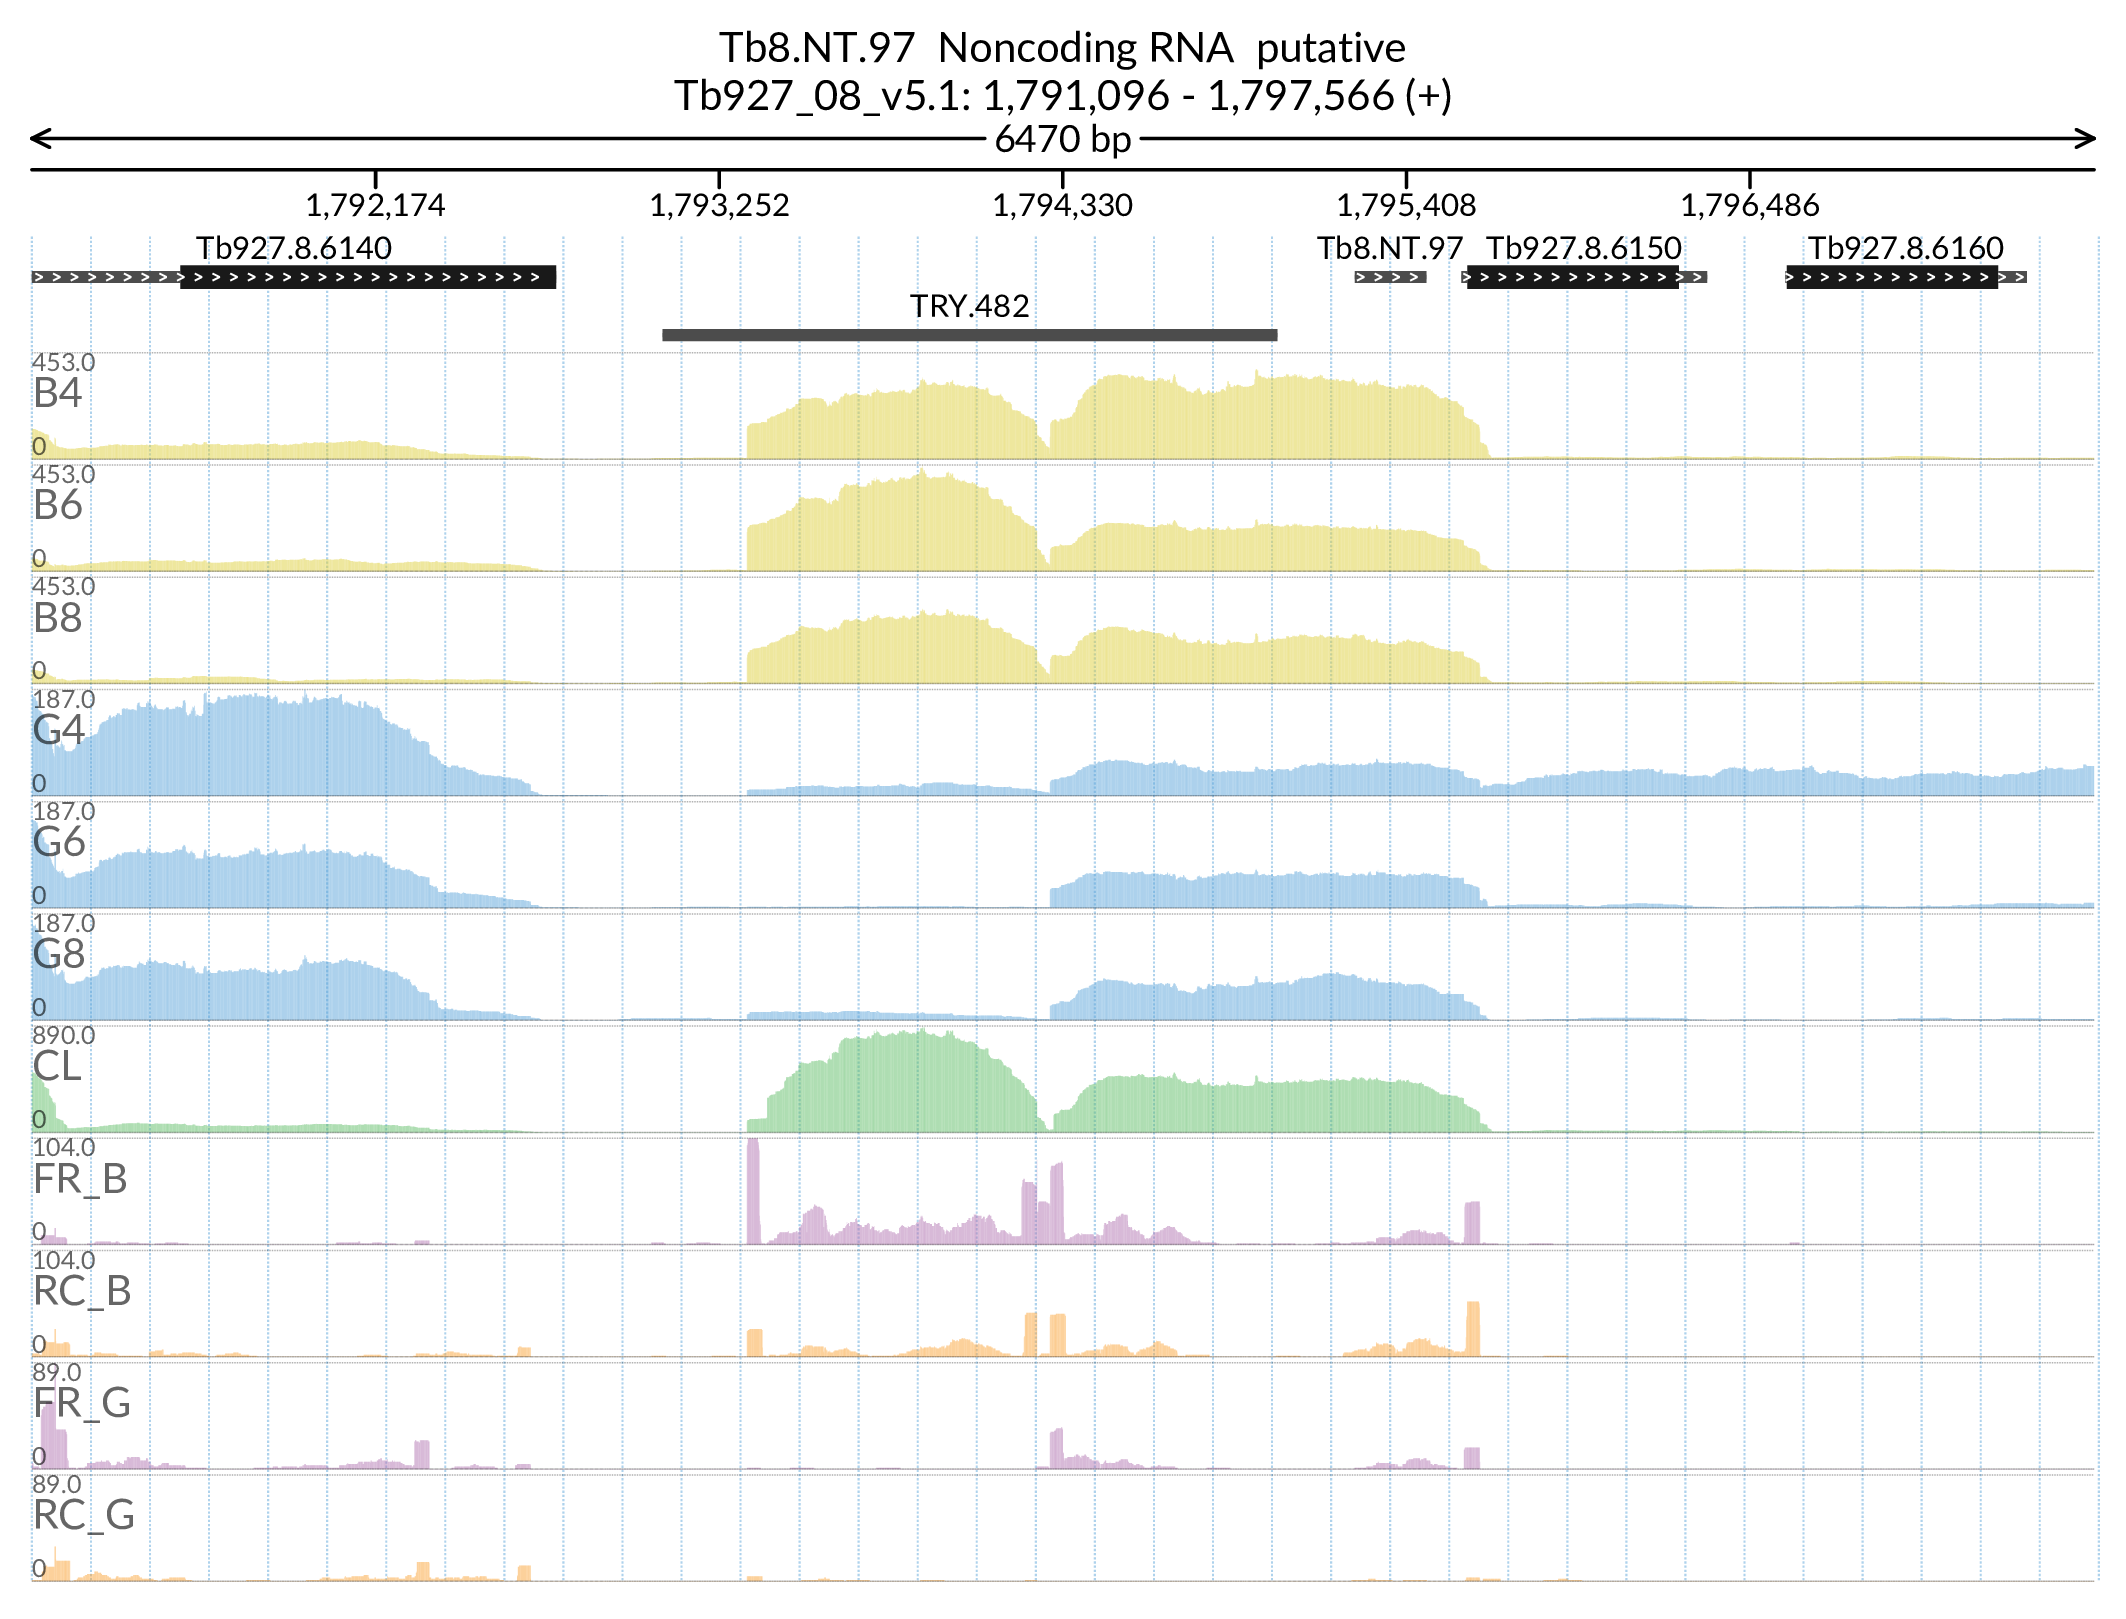 Tb8.NT.97  Noncoding RNA  putative
Tb927_08_v5.1: 1,791,096 - 1,797,566 (+)
6470 bp
1,792,174 1,793,252 1,794,330 1,795,408 1,796,486
Tb927.8.6140 Tb8.NT.97 Tb927.8.6150 Tb927.8.6160
TRY.482
453.0
B4
0
453.0
B6
0
453.0
B8
0
187.0
G4
0
187.0
G6
0
187.0
G8
0
890.0
CL
0
104.0
FR_B
0
104.0
RC_B
0
89.0
FR_G
0
89.0
RC_G
0